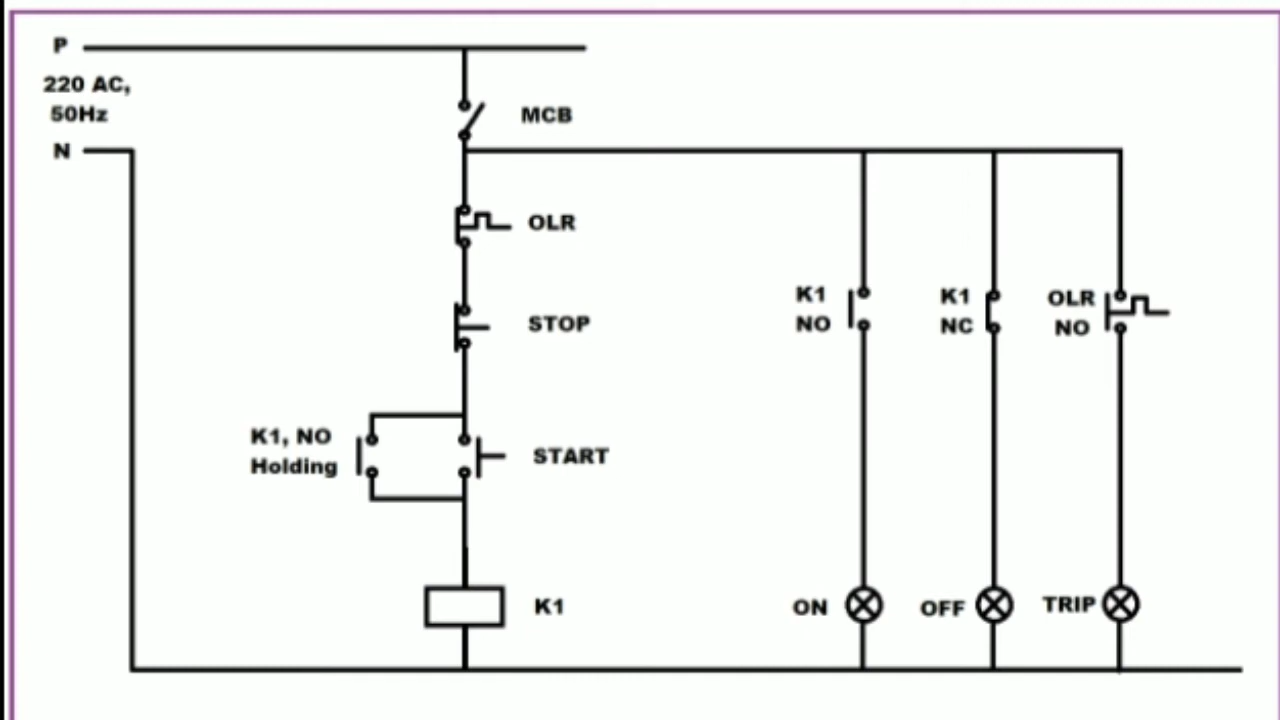 P
220 AC,
50Hz
N
MCB
OLR
STOP
K1, NO
Holding
START
K1
K1
NO
K1
NC
OLR
NO
ON
OFF
TRIP